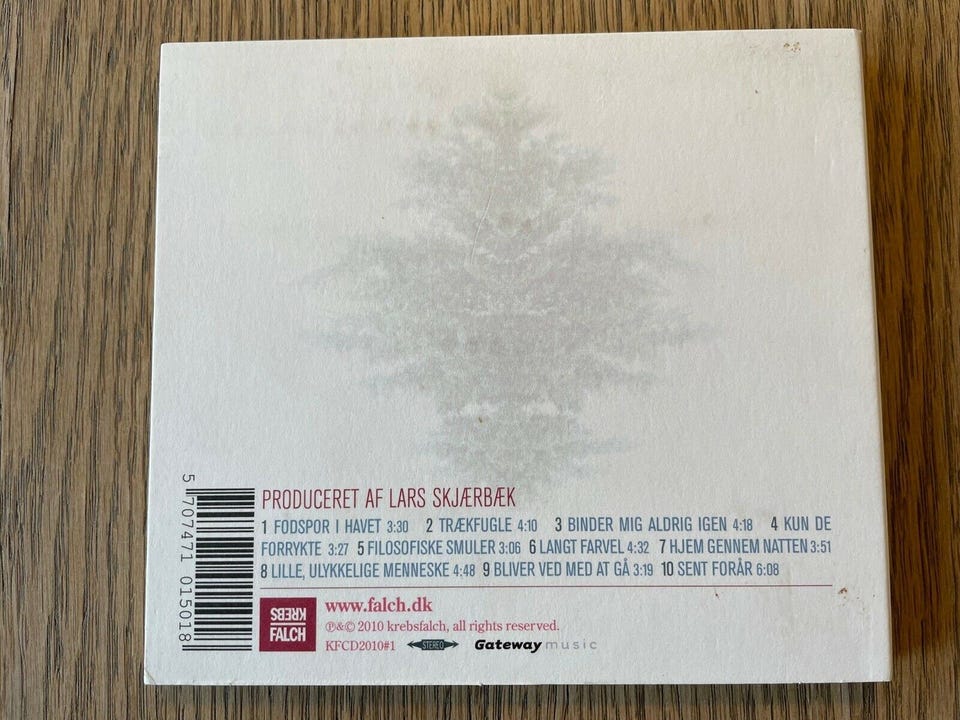 PRODUCERET AF LARS SKJÆRBÆK
1 FODSPOR I HAVET 3:30 2 TRÆKFUGLE 4:10 3 BINDER MIG ALDRIG IGEN 4:18 4 KUN DE
FORRYKTE 3:27 5 FILOSOFISKE SMULER 3:06 6 LANGT FARVEL 4:32 7 HJEM GENNEM NATTEN 3:51
8 LILLE, ULYKKELIGE MENNESKE 4:48 9 BLIVER VED MED AT GÅ 3:19 10 SENT FORÅR 6:08
5 707471 015018
KREBS
FALCH
www.falch.dk
℗&© 2010 krebsfalch, all rights reserved.
KFCD2010#1 STEREO Gateway music